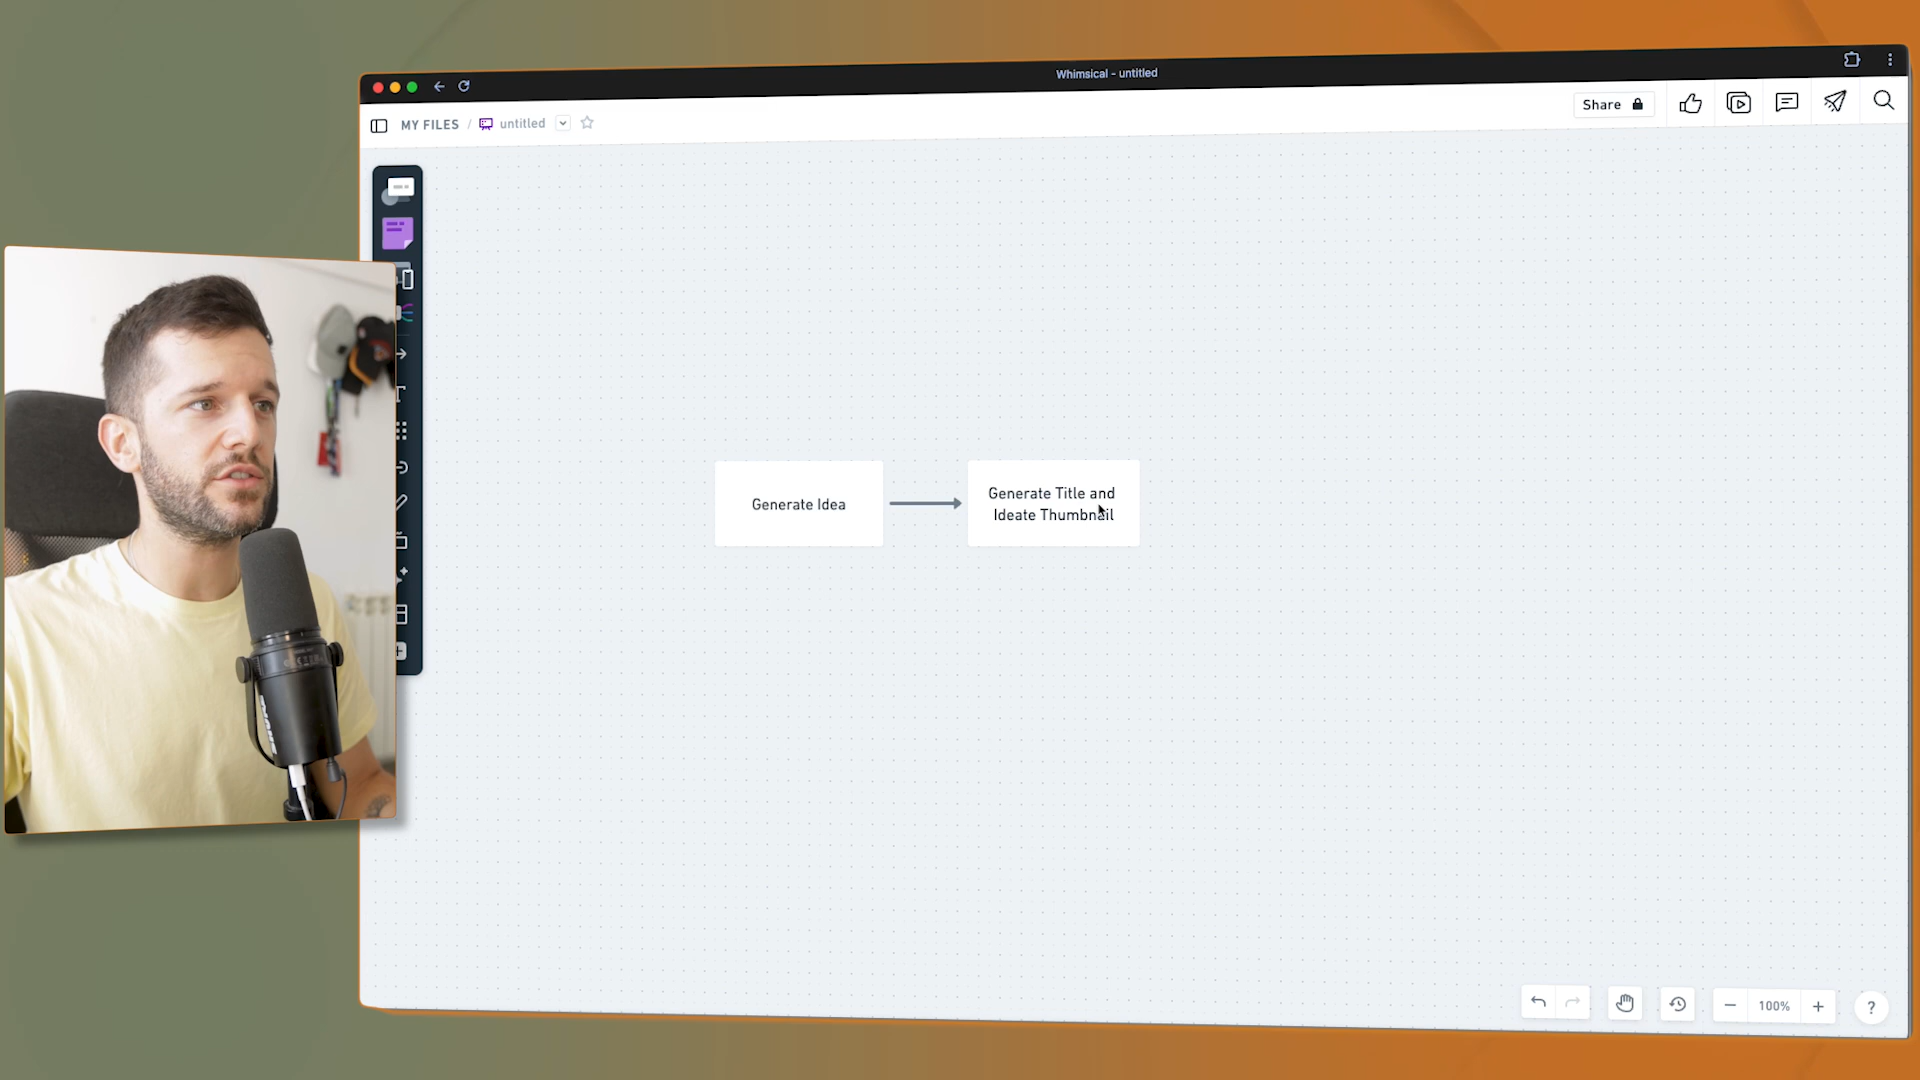 Whimsical - untitled
MY FILES / untitled
Share
Generate Idea
Generate Title and
Ideate Thumbnail
100%
?